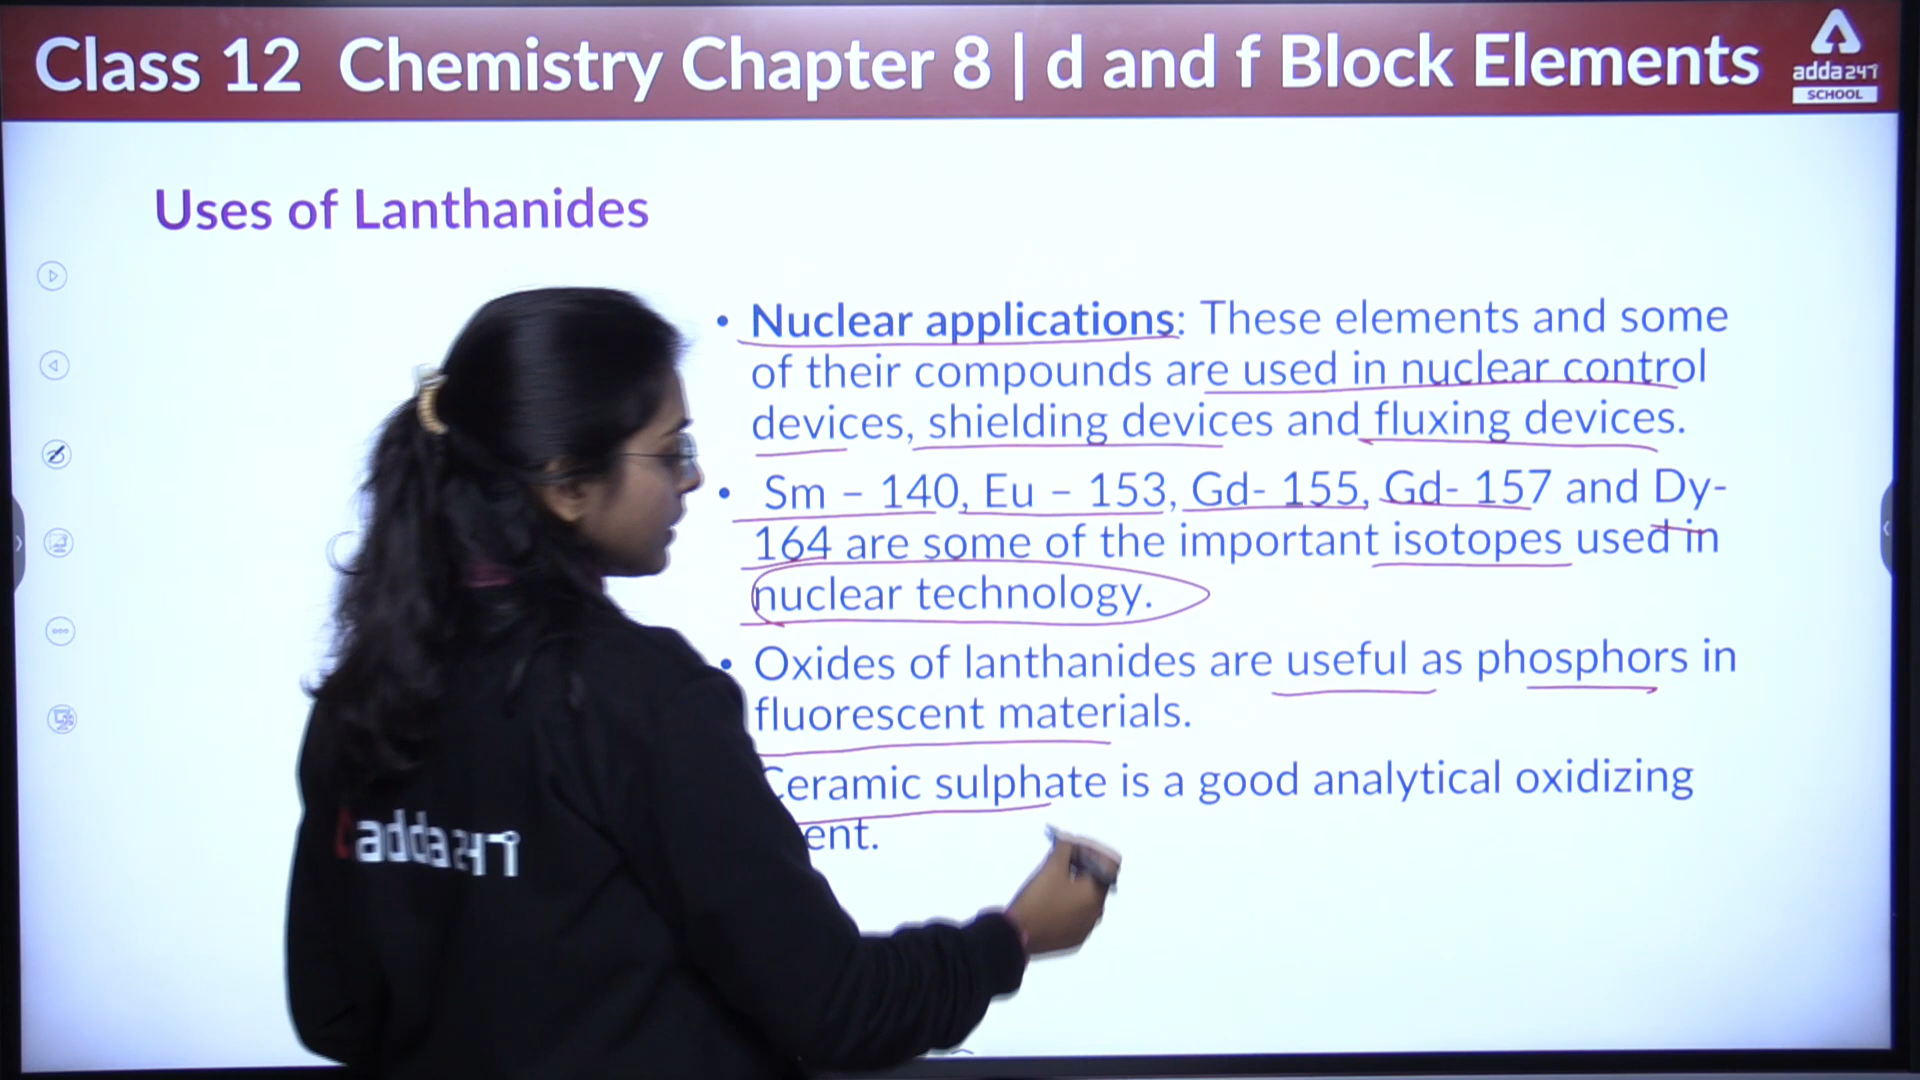 Class 12 Chemistry Chapter 8 | d and f Block Elements
adda247
SCHOOL
Uses of Lanthanides
• Nuclear applications: These elements and some
of their compounds are used in nuclear control
devices, shielding devices and fluxing devices.
• Sm – 140, Eu – 153, Gd- 155, Gd- 157 and Dy-
164 are some of the important isotopes used in
nuclear technology.
• Oxides of lanthanides are useful as phosphors in
fluorescent materials.
Ceramic sulphate is a good analytical oxidizing
ent.
adda247